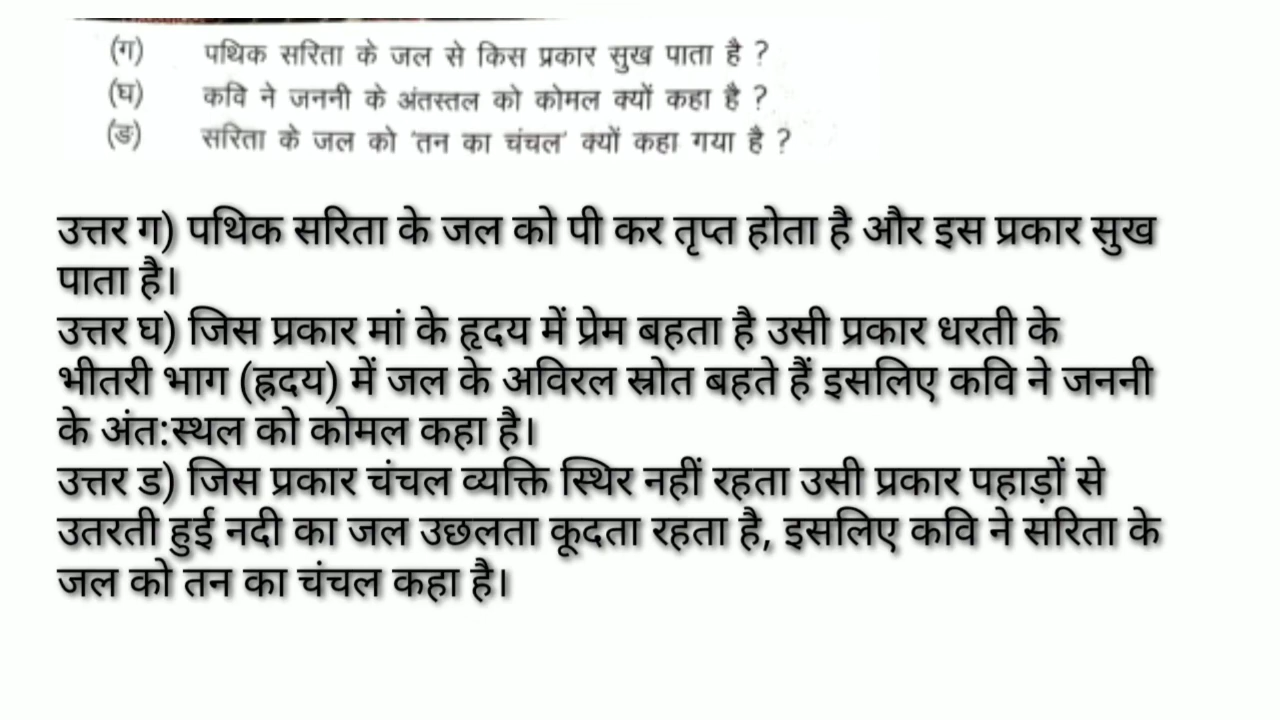 (ग) पथिक सरिता के जल से किस प्रकार सुख पाता है ?
(घ) कवि ने जननी के अंतस्तल को कोमल क्यों कहा है ?
(ङ) सरिता के जल को 'तन का चंचल' क्यों कहा गया है ?
उत्तर ग) पथिक सरिता के जल को पी कर तृप्त होता है और इस प्रकार सुख
पाता है।
उत्तर घ) जिस प्रकार मां के हृदय में प्रेम बहता है उसी प्रकार धरती के
भीतरी भाग (ह्रदय) में जल के अविरल स्रोत बहते हैं इसलिए कवि ने जननी
के अंत:स्थल को कोमल कहा है।
उत्तर ड) जिस प्रकार चंचल व्यक्ति स्थिर नहीं रहता उसी प्रकार पहाड़ों से
उतरती हुई नदी का जल उछलता कूदता रहता है, इसलिए कवि ने सरिता के
जल को तन का चंचल कहा है।